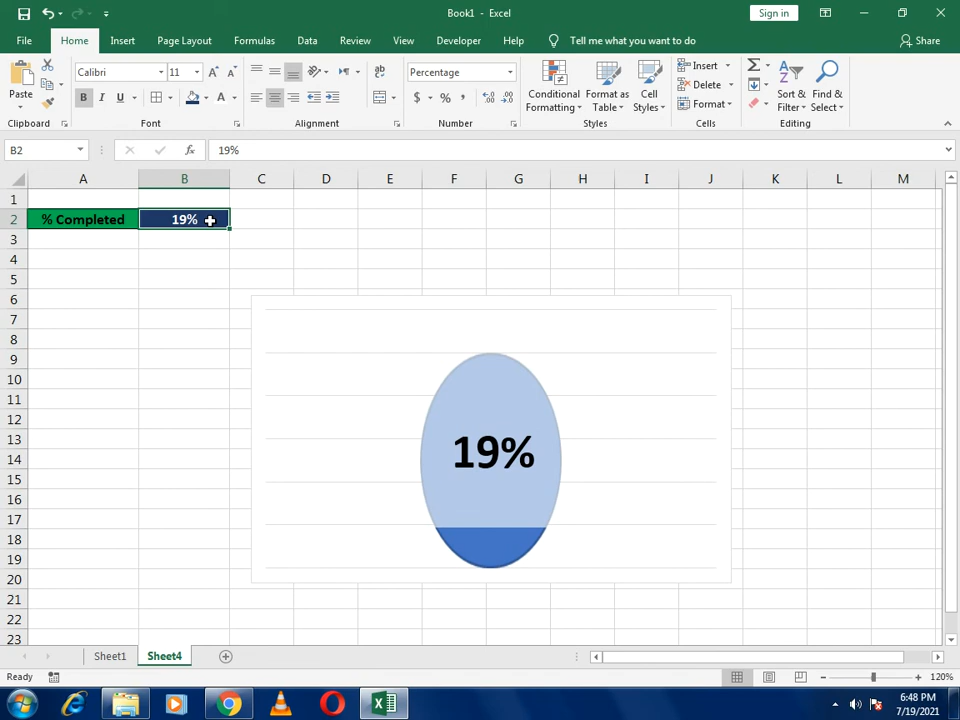 Book1 - Excel
Sign in
File Home Insert Page Layout Formulas Data Review View Developer Help Tell me what you want to do Share
Paste
Calibri 11
Percentage
Conditional Formatting
Format as Table
Cell Styles
Insert
Delete
Format
Sort & Filter
Find & Select
Clipboard Font Alignment Number Styles Cells Editing
B2 fx 19%
A B C D E F G H I J K L M
1
2 % Completed 19%
3
4
5
6
7
8
9
10
11
12
13
14
15
16
17
18
19
20
21
22
23
19%
Sheet1 Sheet4
Ready 120%
6:48 PM
7/19/2021